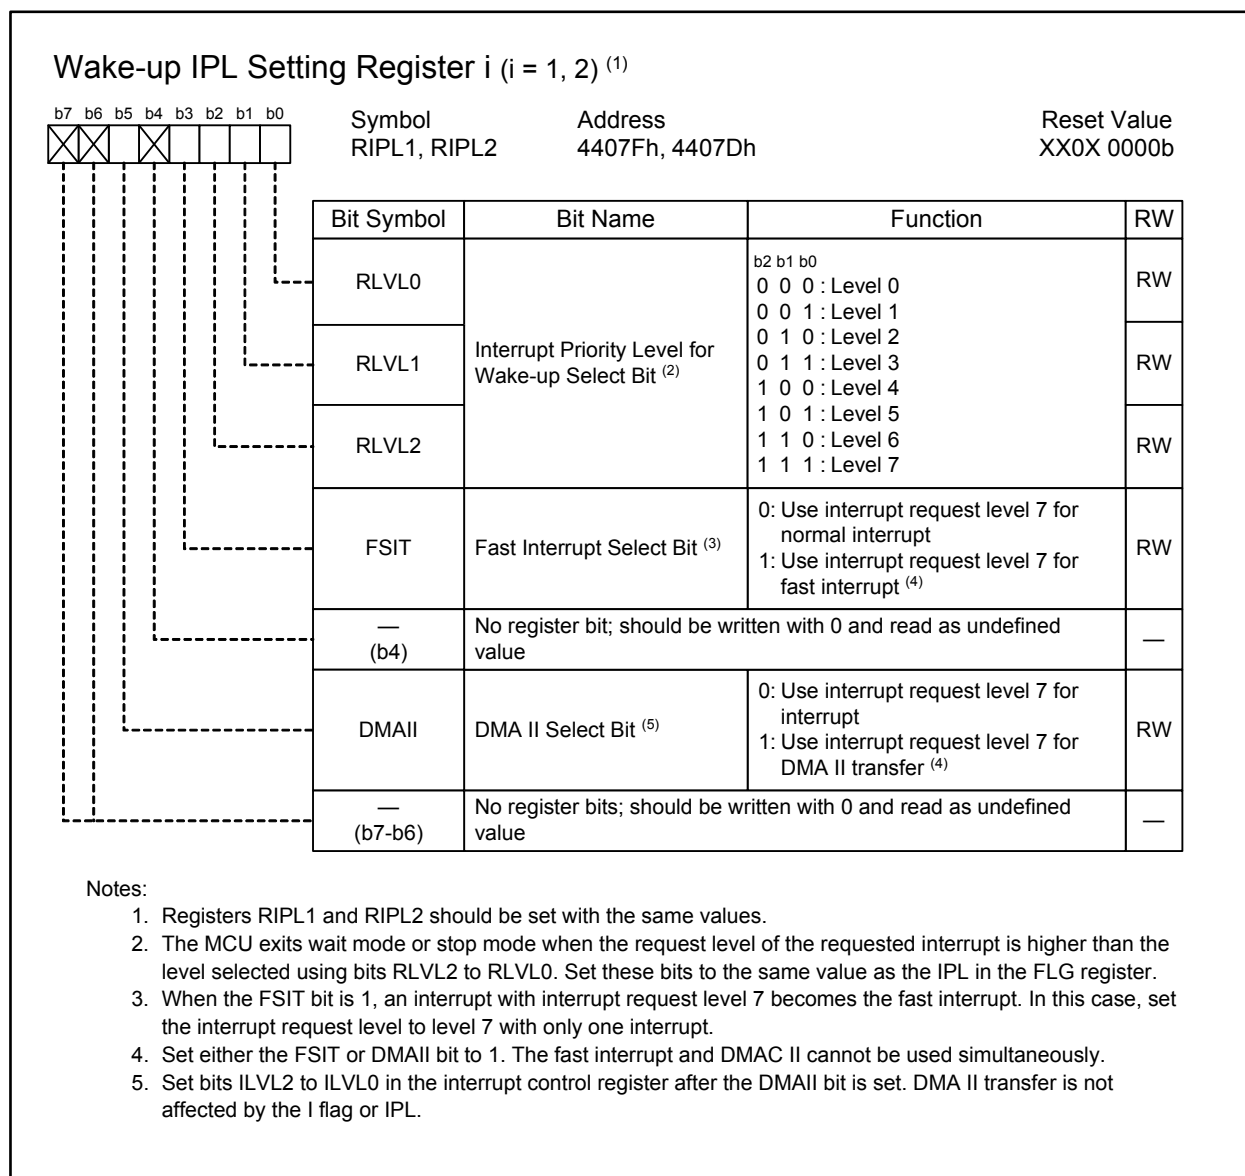 Wake-up IPL Setting Register i (i = 1, 2) (1)
b7 b6 b5 b4 b3 b2 b1 b0
Symbol Address Reset Value
RIPL1, RIPL2 4407Fh, 4407Dh XX0X 0000b
Bit Symbol Bit Name Function RW
RLVL0 RW
RLVL1 RW
RLVL2 RW
Interrupt Priority Level for
Wake-up Select Bit (2)
b2 b1 b0
0 0 0 : Level 0
0 0 1 : Level 1
0 1 0 : Level 2
0 1 1 : Level 3
1 0 0 : Level 4
1 0 1 : Level 5
1 1 0 : Level 6
1 1 1 : Level 7
FSIT Fast Interrupt Select Bit (3) RW
0: Use interrupt request level 7 for
normal interrupt
1: Use interrupt request level 7 for
fast interrupt (4)
—
(b4)
No register bit; should be written with 0 and read as undefined
value
—
DMAII DMA II Select Bit (5) RW
0: Use interrupt request level 7 for
interrupt
1: Use interrupt request level 7 for
DMA II transfer (4)
—
(b7-b6)
No register bits; should be written with 0 and read as undefined
value
—
Notes:
1. Registers RIPL1 and RIPL2 should be set with the same values.
2. The MCU exits wait mode or stop mode when the request level of the requested interrupt is higher than the
level selected using bits RLVL2 to RLVL0. Set these bits to the same value as the IPL in the FLG register.
3. When the FSIT bit is 1, an interrupt with interrupt request level 7 becomes the fast interrupt. In this case, set
the interrupt request level to level 7 with only one interrupt.
4. Set either the FSIT or DMAII bit to 1. The fast interrupt and DMAC II cannot be used simultaneously.
5. Set bits ILVL2 to ILVL0 in the interrupt control register after the DMAII bit is set. DMA II transfer is not
affected by the I flag or IPL.